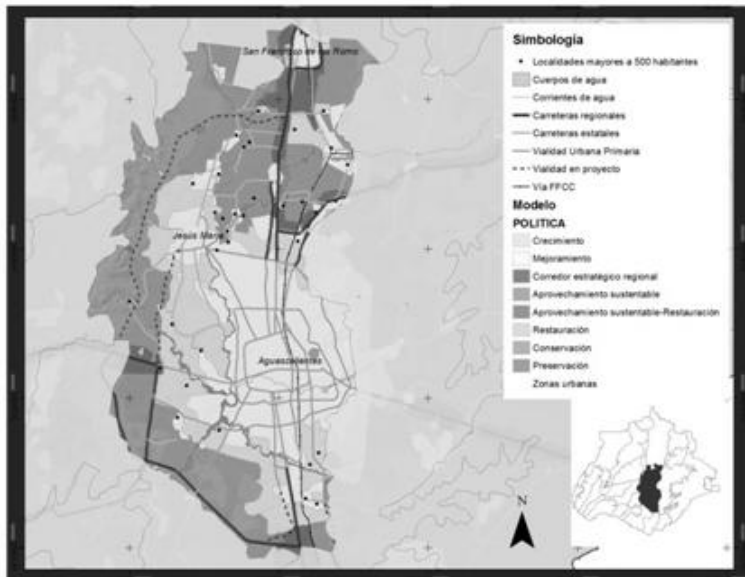 San Francisco de los Romo
Jesús María
Aguascalientes
Simbología
Localidades mayores a 500 habitantes
Cuerpos de agua
Corrientes de agua
Carreteras regionales
Carreteras estatales
Vialidad Urbana Primaria
Vialidad en proyecto
Vía FFCC
Modelo
POLITICA
Crecimiento
Mejoramiento
Corredor estratégico regional
Aprovechamiento sustentable
Aprovechamiento sustentable-Restauración
Restauración
Conservación
Preservación
Zonas urbanas
N